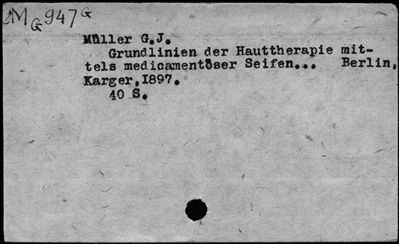 M G 947 G
Müller G.J.
Grundlinien der Hauttherapie mit-
tels medicamentöser Seifen... Berlin,
Karger,1897.
40 S.